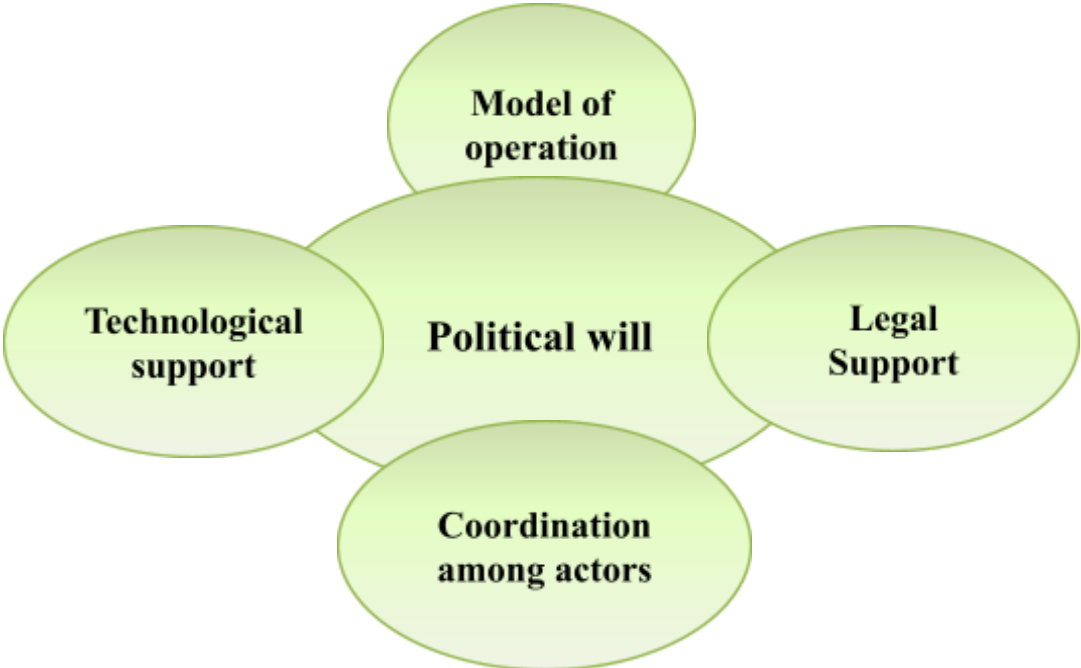 Model of
operation
Technological
support
Political will
Legal
Support
Coordination
among actors